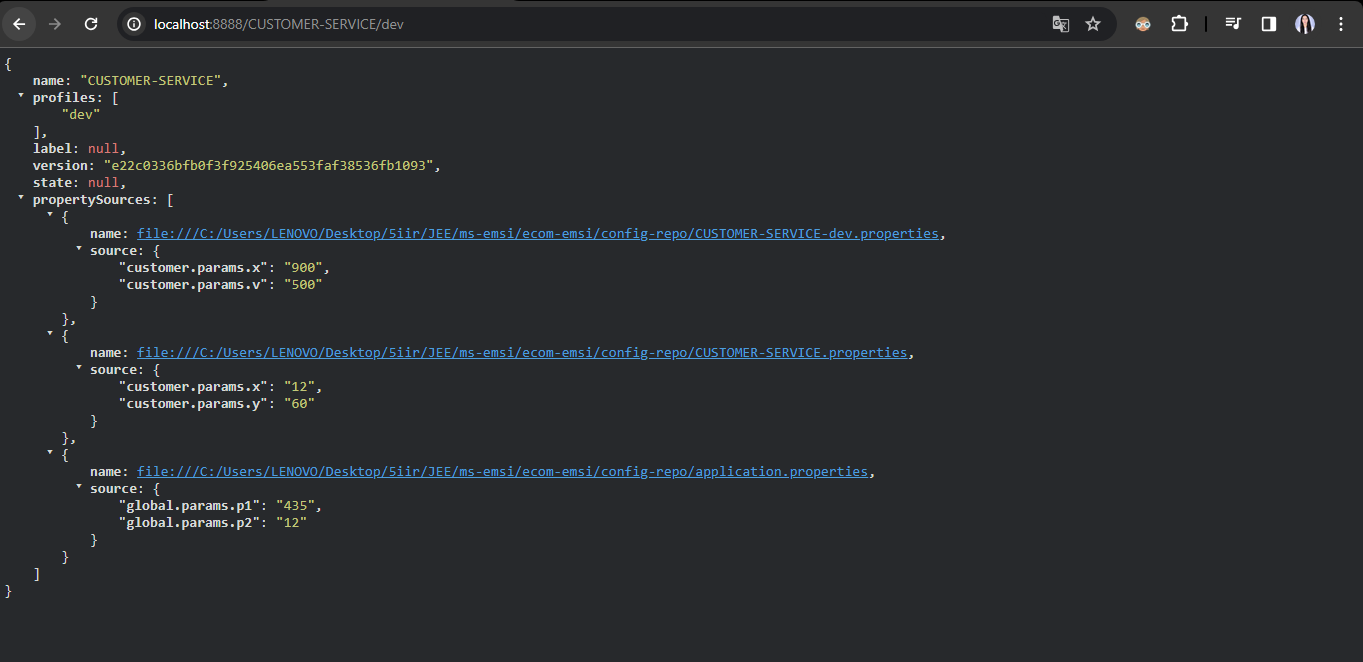 localhost:8888/CUSTOMER-SERVICE/dev
{
name: "CUSTOMER-SERVICE",
profiles: [
"dev"
],
label: null,
version: "e22c0336bfb0f3f925406ea553faf38536fb1093",
state: null,
propertySources: [
{
name: file:///C:/Users/LENOVO/Desktop/5iir/JEE/ms-emsi/ecom-emsi/config-repo/CUSTOMER-SERVICE-dev.properties,
source: {
"customer.params.x": "900",
"customer.params.v": "500"
}
},
{
name: file:///C:/Users/LENOVO/Desktop/5iir/JEE/ms-emsi/ecom-emsi/config-repo/CUSTOMER-SERVICE.properties,
source: {
"customer.params.x": "12",
"customer.params.y": "60"
}
},
{
name: file:///C:/Users/LENOVO/Desktop/5iir/JEE/ms-emsi/ecom-emsi/config-repo/application.properties,
source: {
"global.params.p1": "435",
"global.params.p2": "12"
}
}
]
}